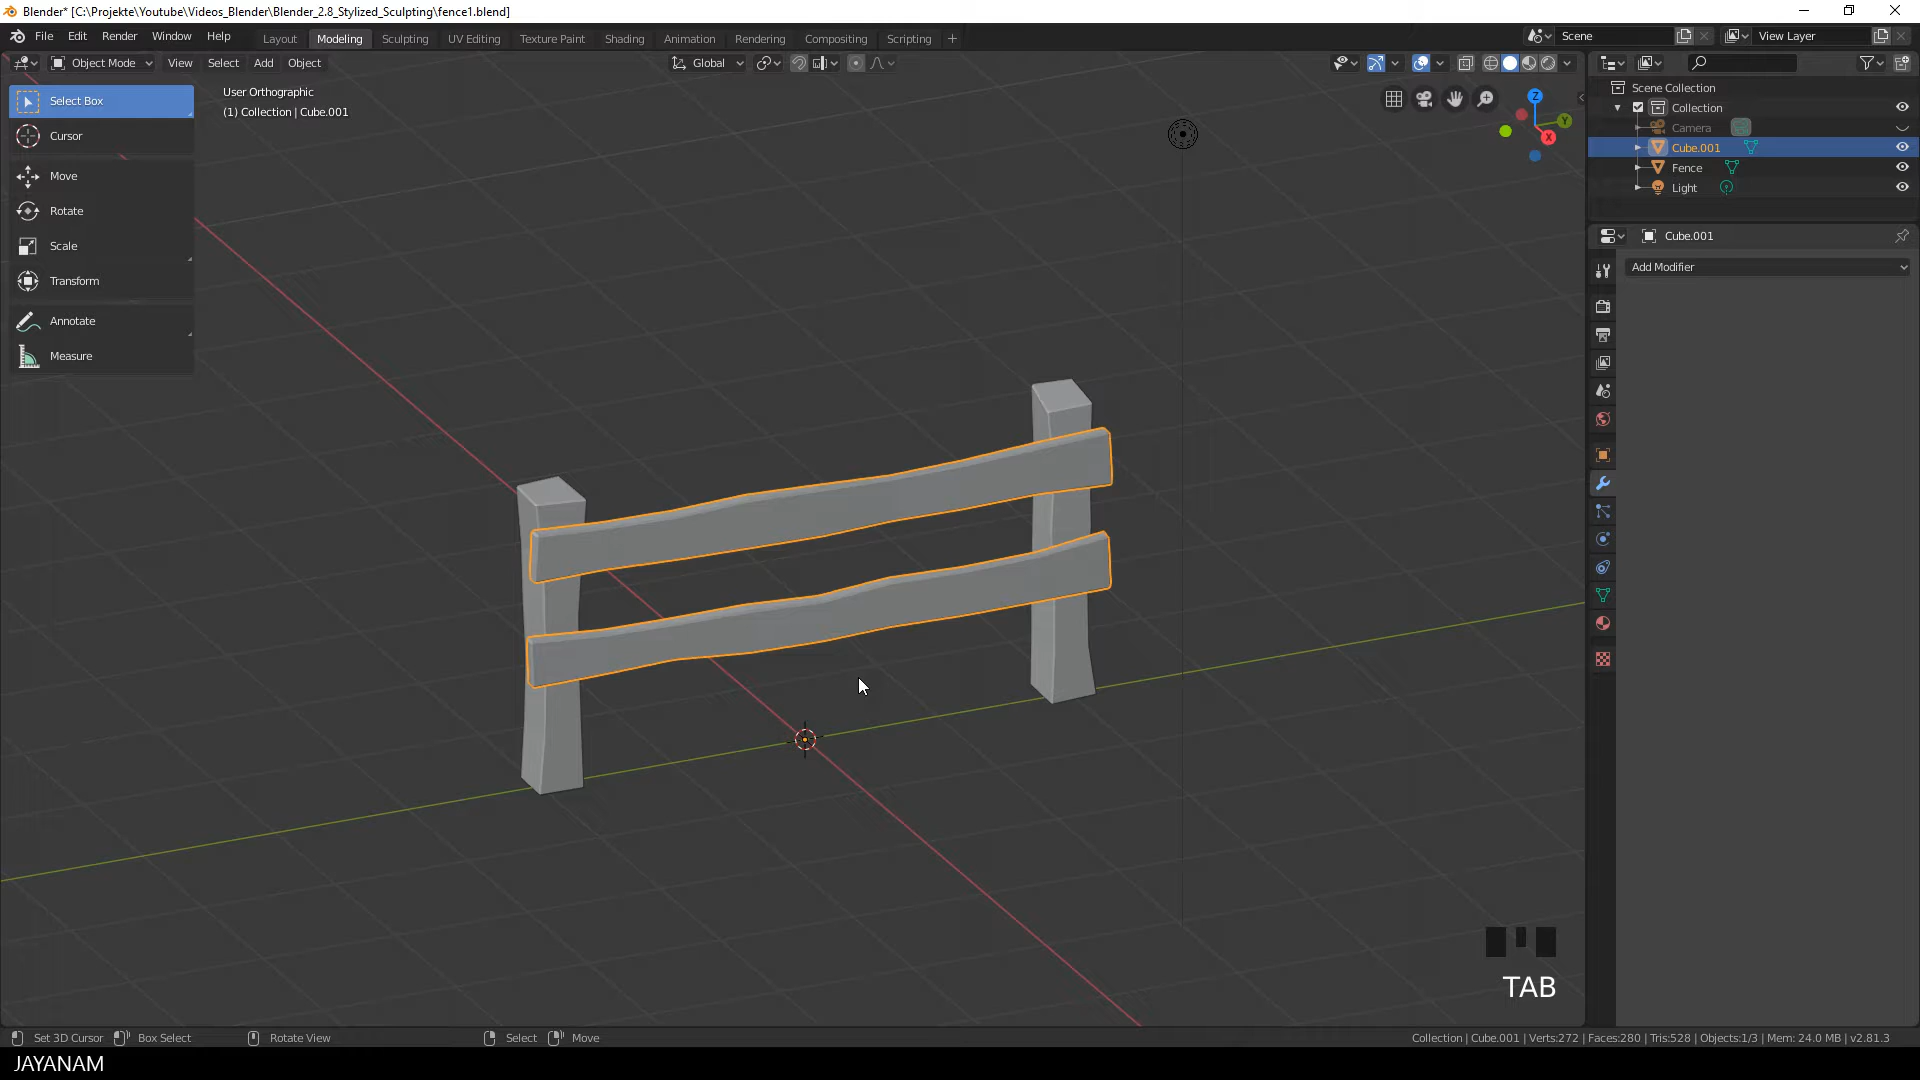 Blender* [C:\Projekte\Youtube\Videos_Blender\Blender_2.8_Stylized_Sculpting\fence1.blend]
File Edit Render Window Help Layout Modeling Sculpting UV Editing Texture Paint Shading Animation Rendering Compositing Scripting + Scene View Layer
Object Mode View Select Add Object Global
Select Box
Cursor
Move
Rotate
Scale
Transform
Annotate
Measure
User Orthographic
(1) Collection | Cube.001
Z
Y
X
Scene Collection
Collection
Camera
Cube.001
Fence
Light
Cube.001
Add Modifier
TAB
Set 3D Cursor Box Select Rotate View Select Move Collection | Cube.001 | Verts:272 | Faces:280 | Tris:528 | Objects:1/3 | Mem: 24.0 MB | v2.81.3
JAYANAM